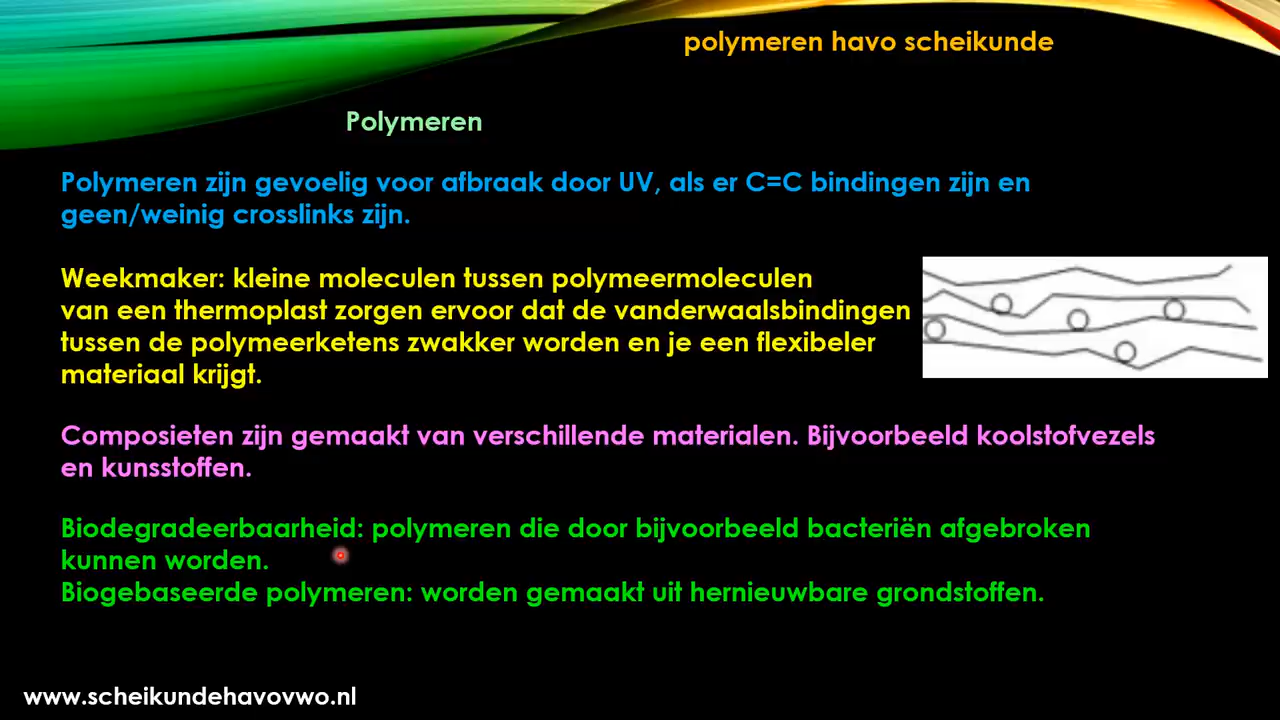 polymeren havo scheikunde
Polymeren
Polymeren zijn gevoelig voor afbraak door UV, als er C=C bindingen zijn en
geen/weinig crosslinks zijn.
Weekmaker: kleine moleculen tussen polymeermoleculen
van een thermoplast zorgen ervoor dat de vanderwaalsbindingen
tussen de polymeerketens zwakker worden en je een flexibeler
materiaal krijgt.
Composieten zijn gemaakt van verschillende materialen. Bijvoorbeeld koolstofvezels
en kunsstoffen.
Biodegradeerbaarheid: polymeren die door bijvoorbeeld bacteriën afgebroken
kunnen worden.
Biogebaseerde polymeren: worden gemaakt uit hernieuwbare grondstoffen.
www.scheikundehavovwo.nl